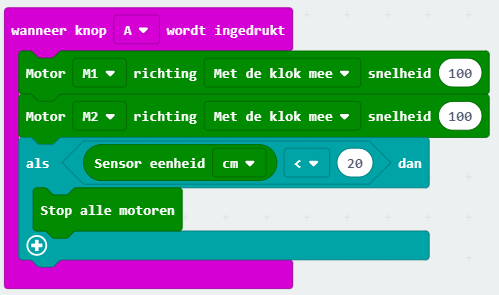 wanneer knop A wordt ingedrukt
Motor M1 richting Met de klok mee snelheid 100
Motor M2 richting Met de klok mee snelheid 100
als Sensor eenheid cm < 20 dan
Stop alle motoren